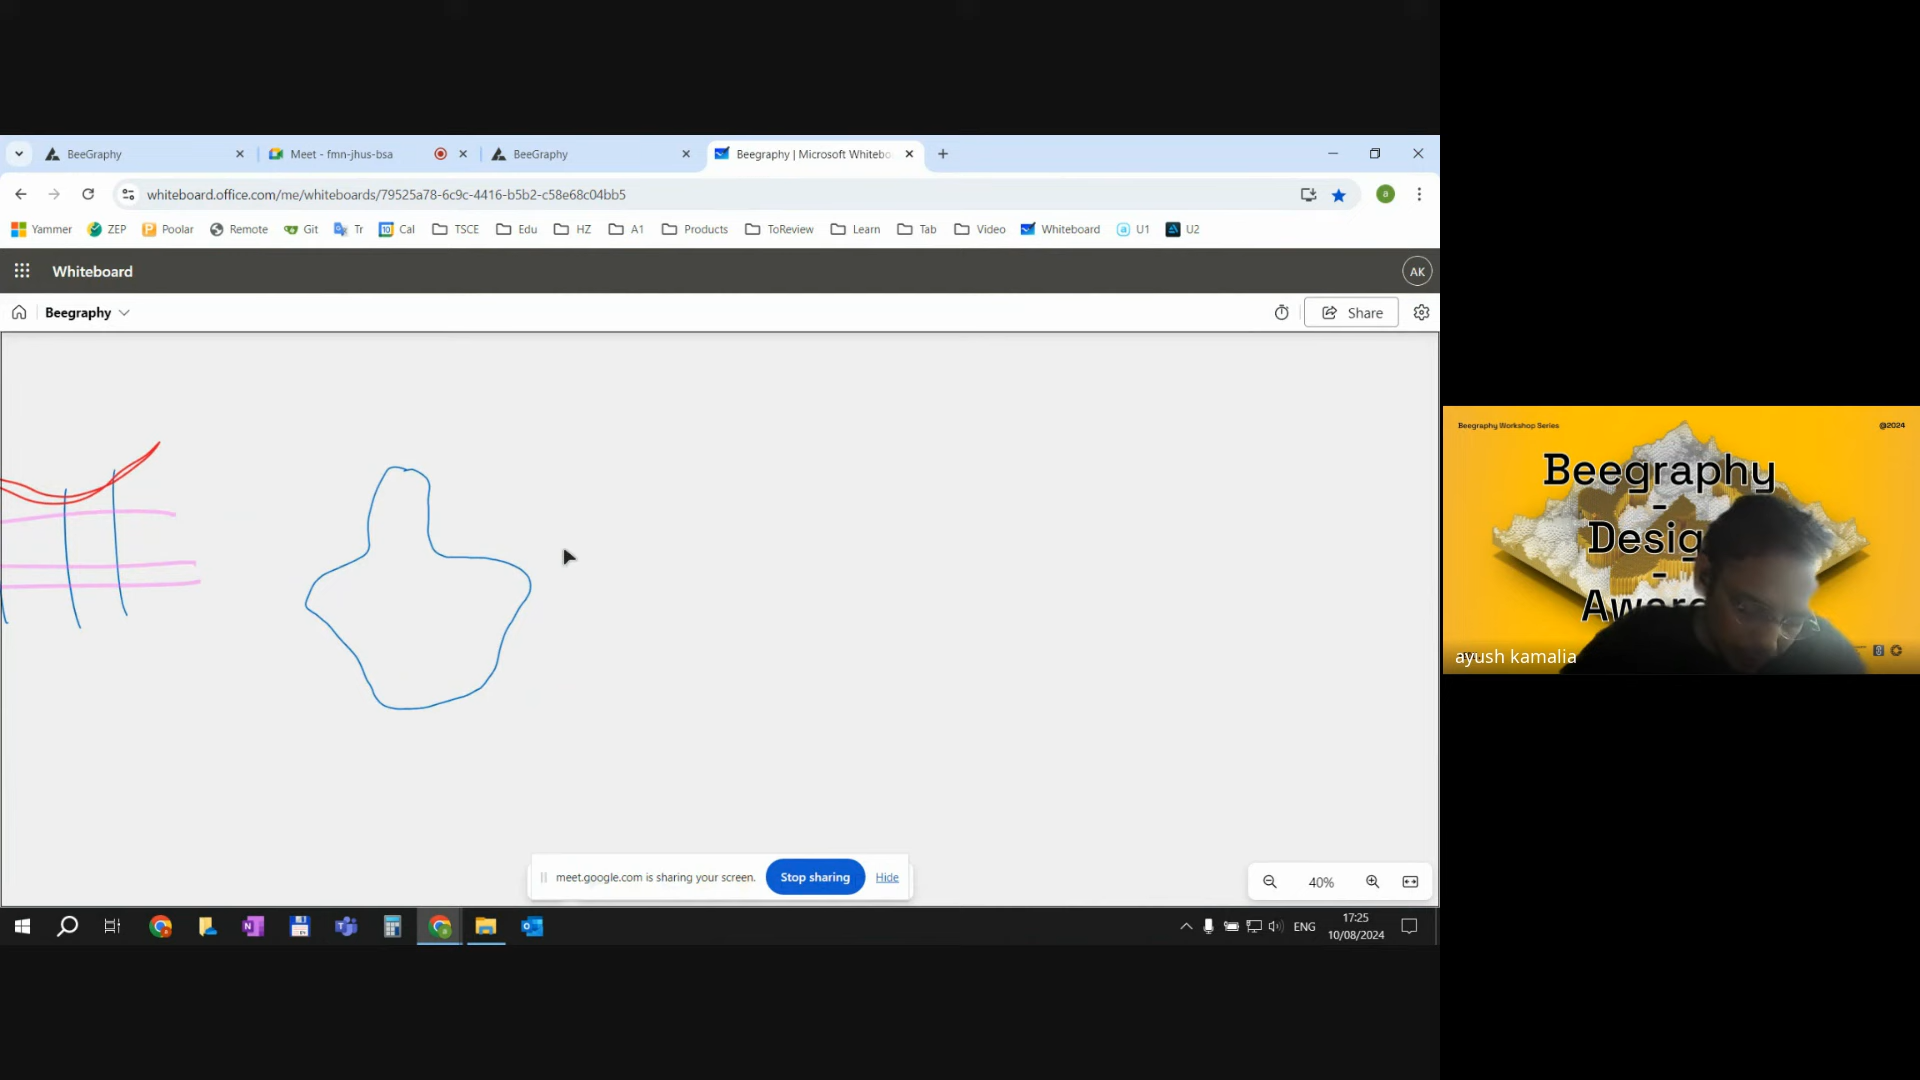 BeeGraphy
Meet - fmn-jhus-bsa
BeeGraphy
Beegraphy | Microsoft Whitebo
whiteboard.office.com/me/whiteboards/79525a78-6c9c-4416-b5b2-c58e68c04bb5
a
Yammer ZEP Poolar Remote Git Tr Cal TSCE Edu HZ A1 Products ToReview Learn Tab Video Whiteboard U1 U2
Whiteboard
AK
Beegraphy
Share
meet.google.com is sharing your screen.
Stop sharing
Hide
40%
ENG
17:25
10/08/2024
Beegraphy Workshop Series
@2024
Beegraphy
-
Desig
-
Awar
ayush kamalia